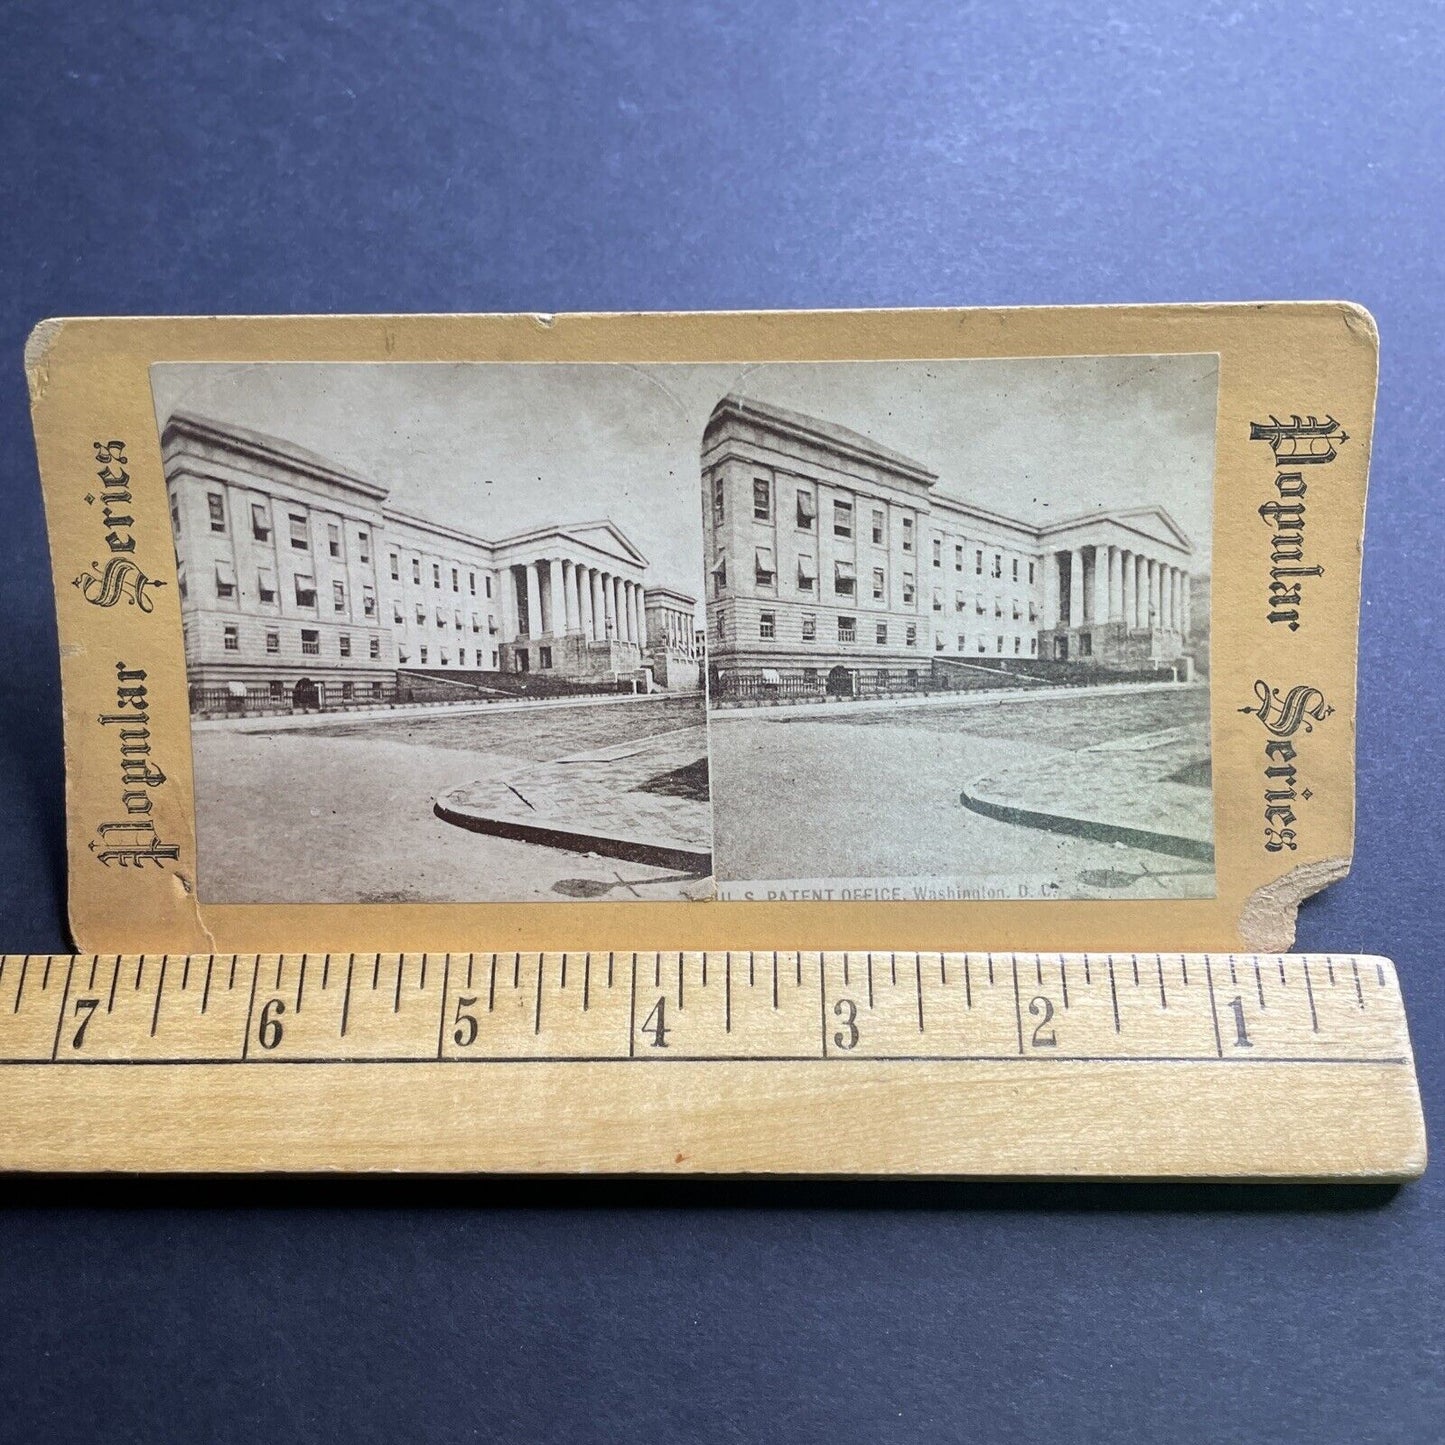 Popular Series
Popular Series
U. S. PATENT OFFICE, Washington, D. C.
7 6 5 4 3 2 1